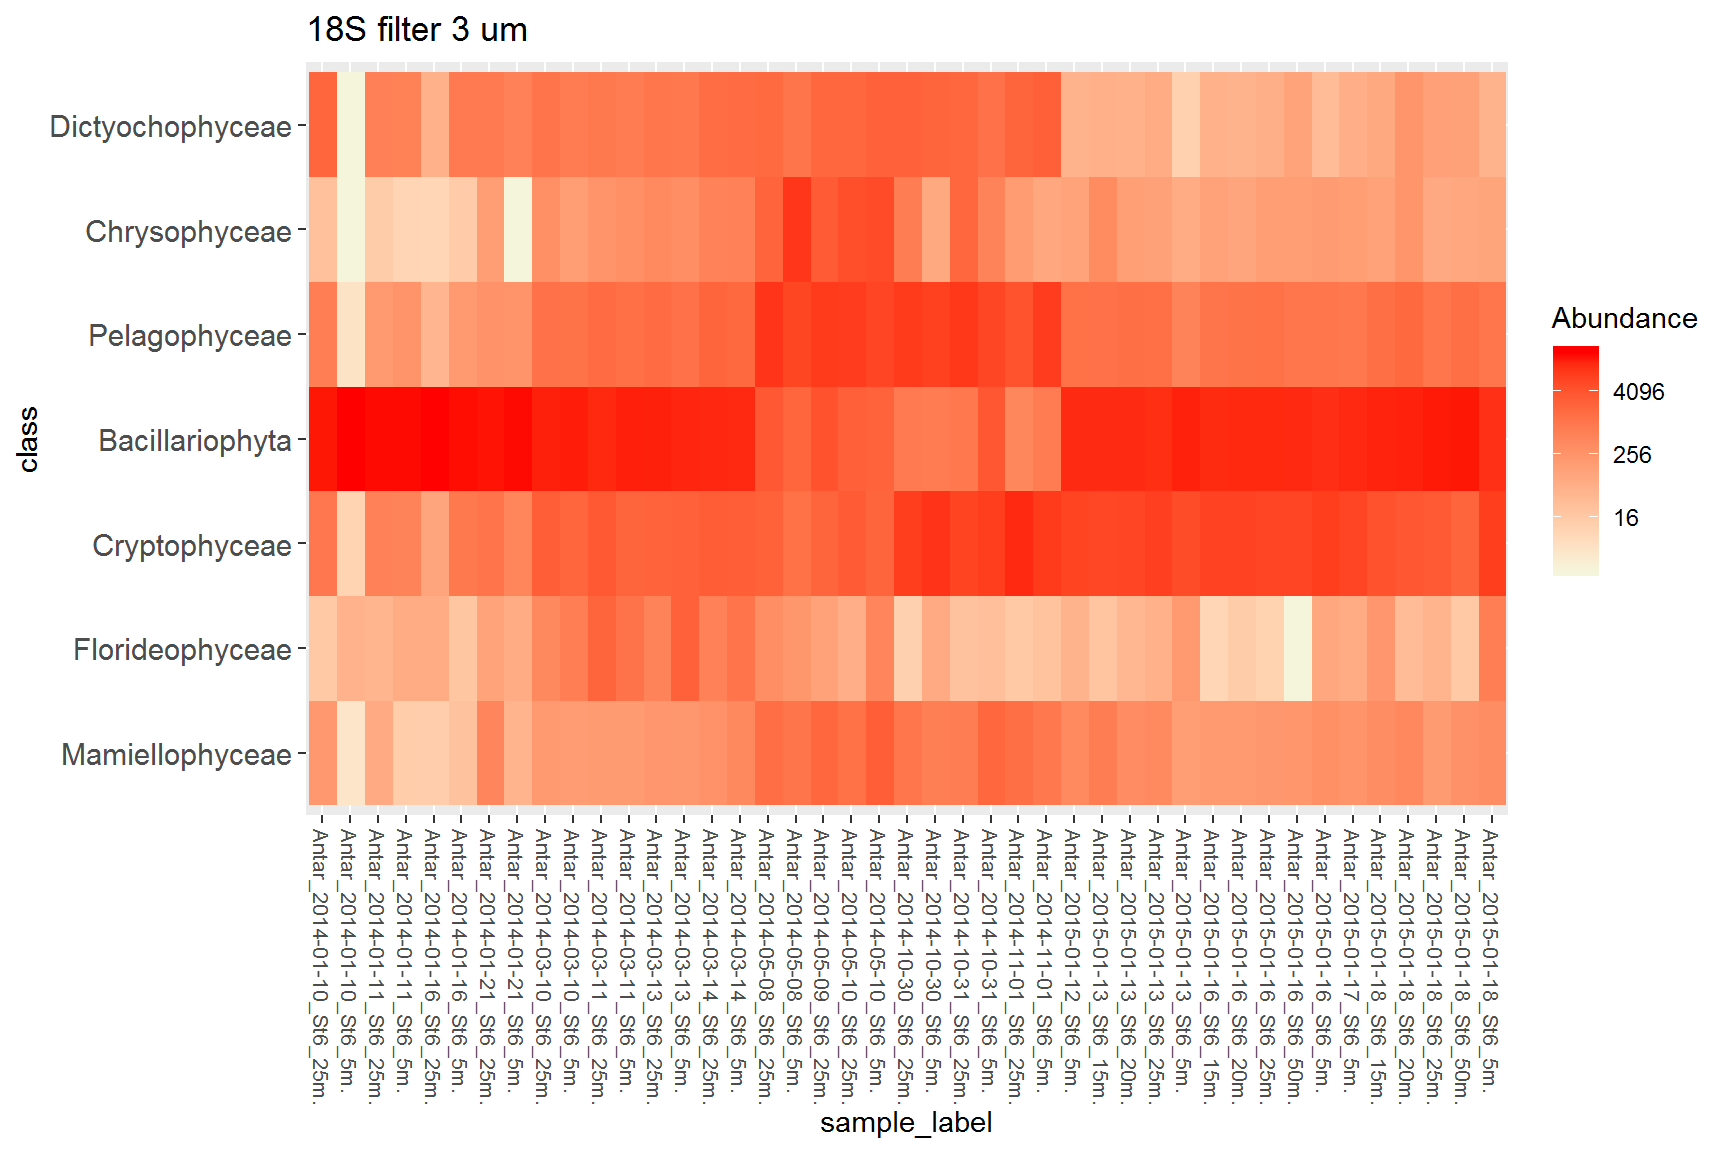 18S filter 3 um
class
Dictyochophyceae
Chrysophyceae
Pelagophyceae
Bacillariophyta
Cryptophyceae
Florideophyceae
Mamiellophyceae
Antar_2014-01-10_St6_25m.
Antar_2014-01-10_St6_5m.
Antar_2014-01-11_St6_25m.
Antar_2014-01-11_St6_5m.
Antar_2014-01-16_St6_25m.
Antar_2014-01-16_St6_5m.
Antar_2014-01-21_St6_25m.
Antar_2014-01-21_St6_5m.
Antar_2014-03-10_St6_25m.
Antar_2014-03-10_St6_5m.
Antar_2014-03-11_St6_25m.
Antar_2014-03-11_St6_5m.
Antar_2014-03-13_St6_25m.
Antar_2014-03-13_St6_5m.
Antar_2014-03-14_St6_25m.
Antar_2014-03-14_St6_5m.
Antar_2014-05-08_St6_25m.
Antar_2014-05-08_St6_5m.
Antar_2014-05-09_St6_25m.
Antar_2014-05-10_St6_25m.
Antar_2014-05-10_St6_5m.
Antar_2014-10-30_St6_25m.
Antar_2014-10-30_St6_5m.
Antar_2014-10-31_St6_25m.
Antar_2014-10-31_St6_5m.
Antar_2014-11-01_St6_25m.
Antar_2014-11-01_St6_5m.
Antar_2015-01-12_St6_5m.
Antar_2015-01-13_St6_15m.
Antar_2015-01-13_St6_20m.
Antar_2015-01-13_St6_25m.
Antar_2015-01-13_St6_5m.
Antar_2015-01-16_St6_15m.
Antar_2015-01-16_St6_20m.
Antar_2015-01-16_St6_25m.
Antar_2015-01-16_St6_50m.
Antar_2015-01-16_St6_5m.
Antar_2015-01-17_St6_5m.
Antar_2015-01-18_St6_15m.
Antar_2015-01-18_St6_20m.
Antar_2015-01-18_St6_25m.
Antar_2015-01-18_St6_50m.
Antar_2015-01-18_St6_5m.
sample_label
Abundance
4096
256
16